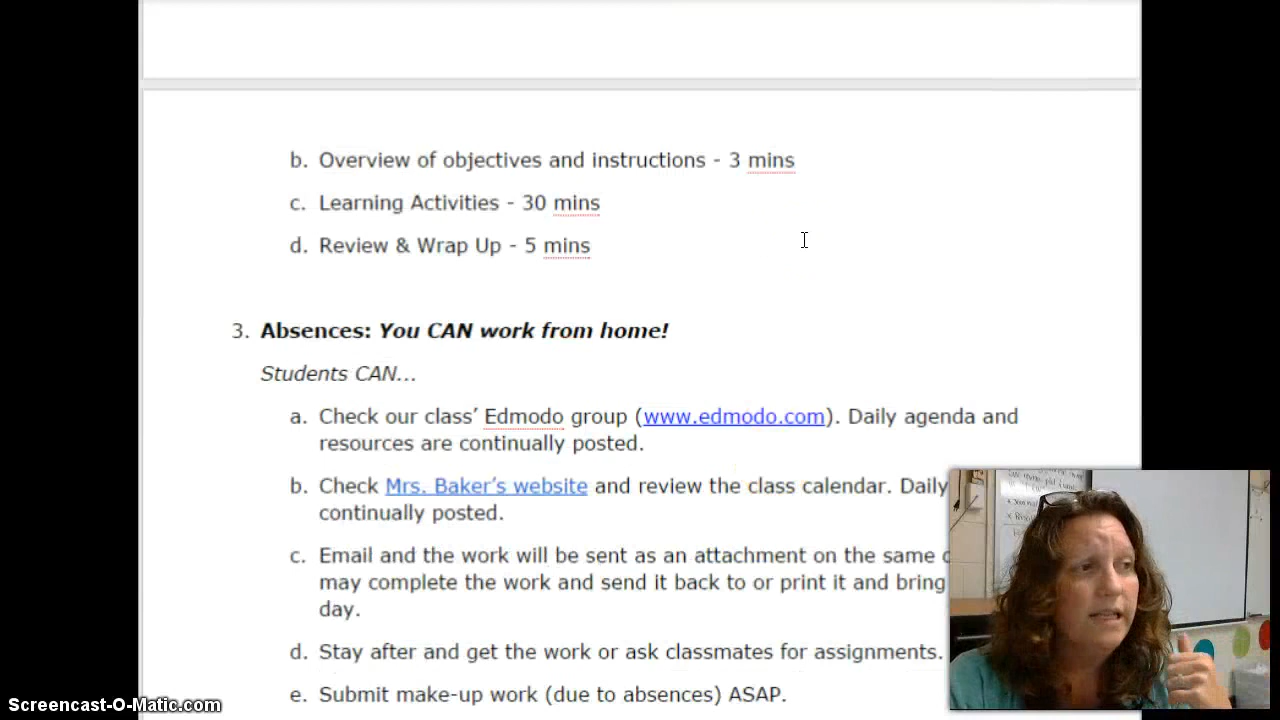 b. Overview of objectives and instructions - 3 mins
c. Learning Activities - 30 mins
d. Review & Wrap Up - 5 mins
3. Absences: You CAN work from home!
Students CAN...
a. Check our class’ Edmodo group (www.edmodo.com). Daily agenda and
resources are continually posted.
b. Check Mrs. Baker’s website and review the class calendar. Daily
continually posted.
c. Email and the work will be sent as an attachment on the same
may complete the work and send it back to or print it and bring
day.
d. Stay after and get the work or ask classmates for assignments.
e. Submit make-up work (due to absences) ASAP.
Screencast-O-Matic.com